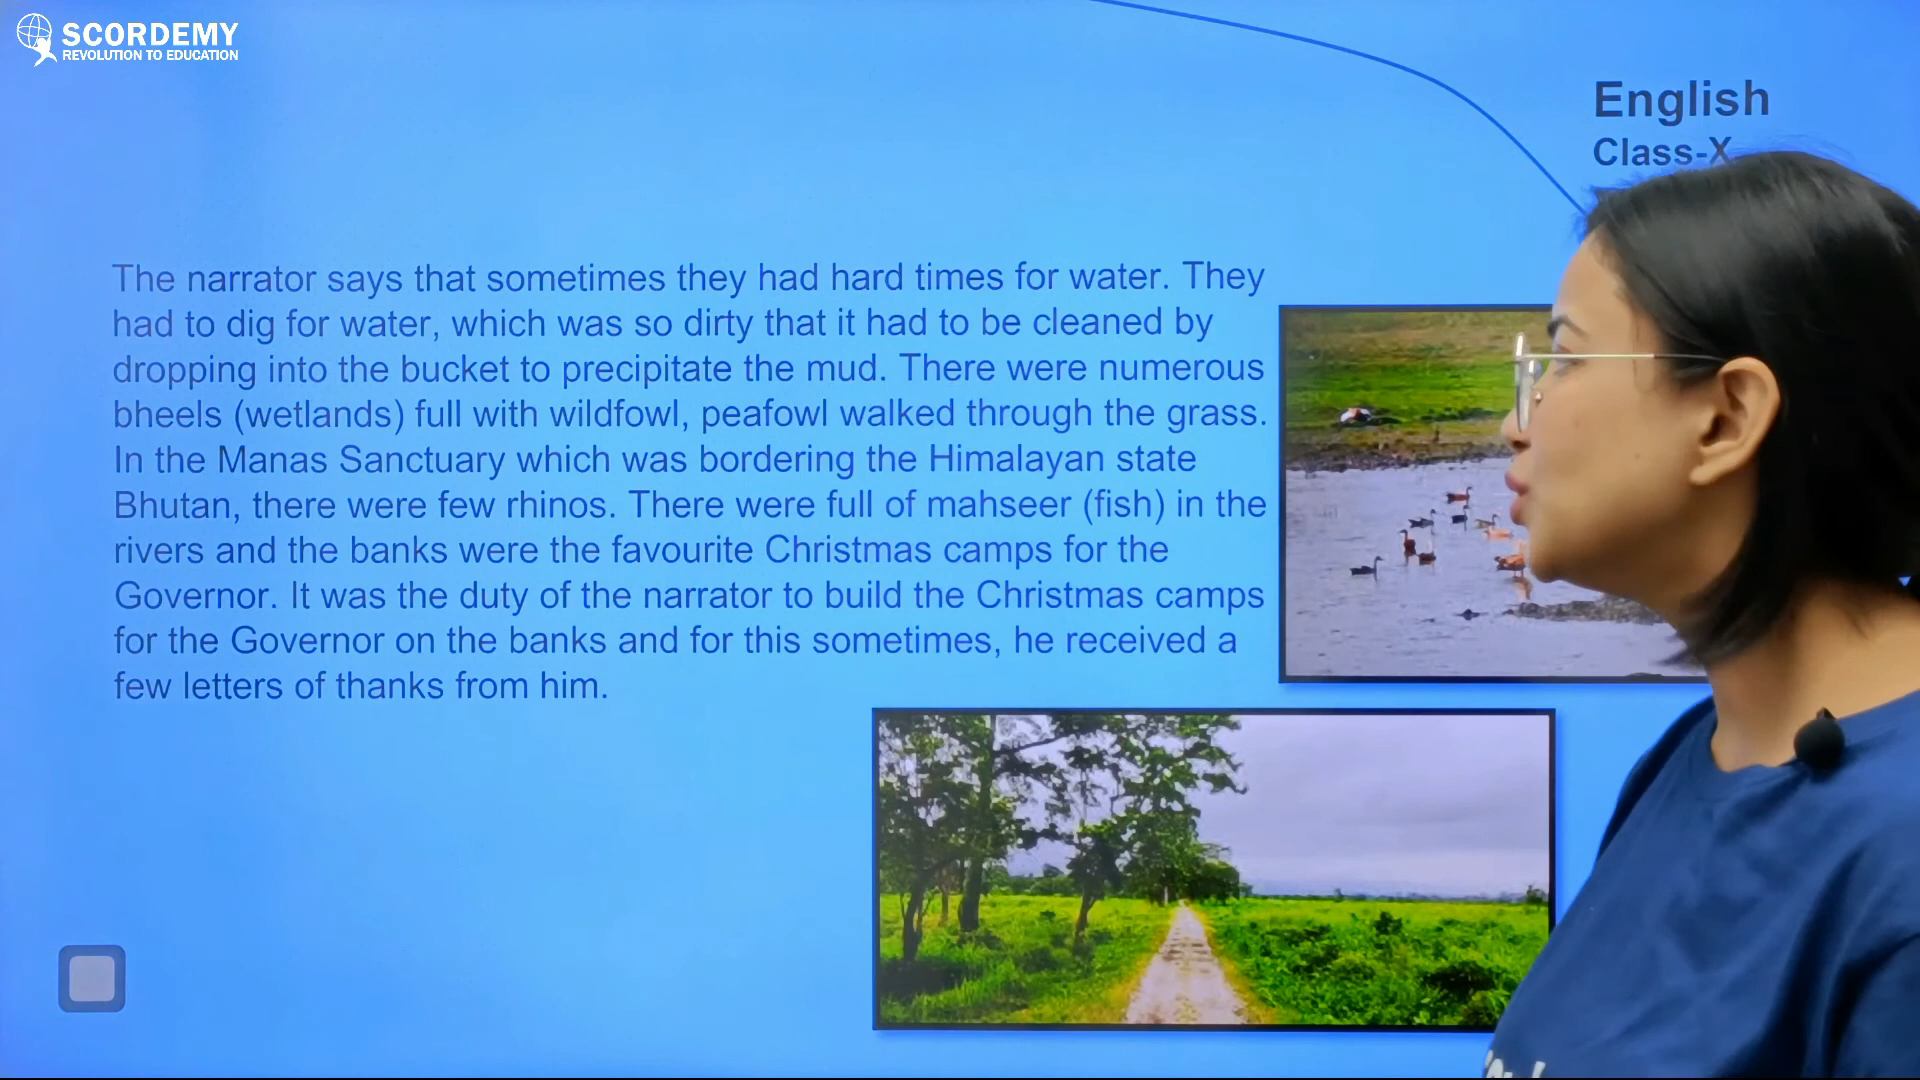 SCORDEMY
REVOLUTION TO EDUCATION
English
Class-X
The narrator says that sometimes they had hard times for water. They
had to dig for water, which was so dirty that it had to be cleaned by
dropping into the bucket to precipitate the mud. There were numerous
bheels (wetlands) full with wildfowl, peafowl walked through the grass.
In the Manas Sanctuary which was bordering the Himalayan state
Bhutan, there were few rhinos. There were full of mahseer (fish) in the
rivers and the banks were the favourite Christmas camps for the
Governor. It was the duty of the narrator to build the Christmas camps
for the Governor on the banks and for this sometimes, he received a
few letters of thanks from him.